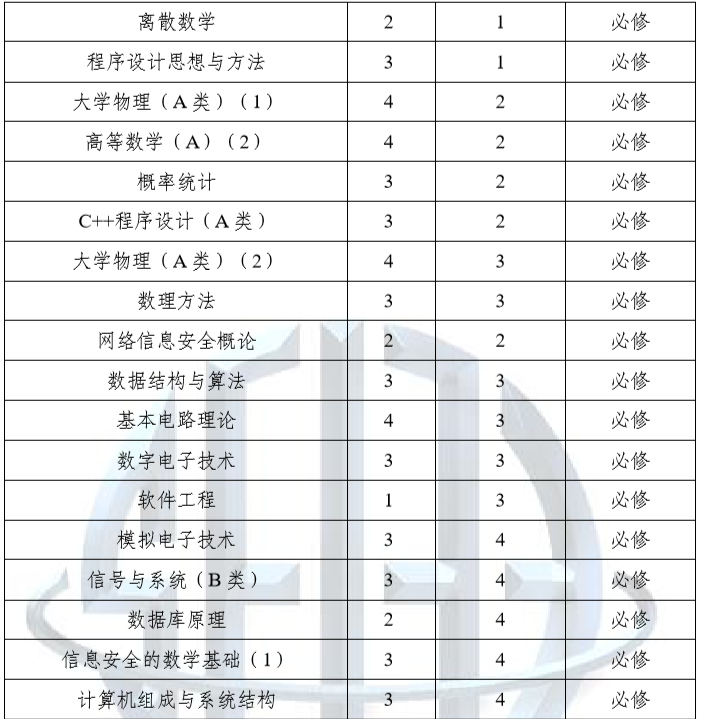 离散数学 2 1 必修
程序设计思想与方法 3 1 必修
大学物理（A 类）（1） 4 2 必修
高等数学（A）（2） 4 2 必修
概率统计 3 2 必修
C++程序设计（A 类） 3 2 必修
大学物理（A 类）（2） 4 3 必修
数理方法 3 3 必修
网络信息安全概论 2 2 必修
数据结构与算法 3 3 必修
基本电路理论 4 3 必修
数字电子技术 3 3 必修
软件工程 1 3 必修
模拟电子技术 3 4 必修
信号与系统（B 类） 3 4 必修
数据库原理 2 4 必修
信息安全的数学基础（1） 3 4 必修
计算机组成与系统结构 3 4 必修